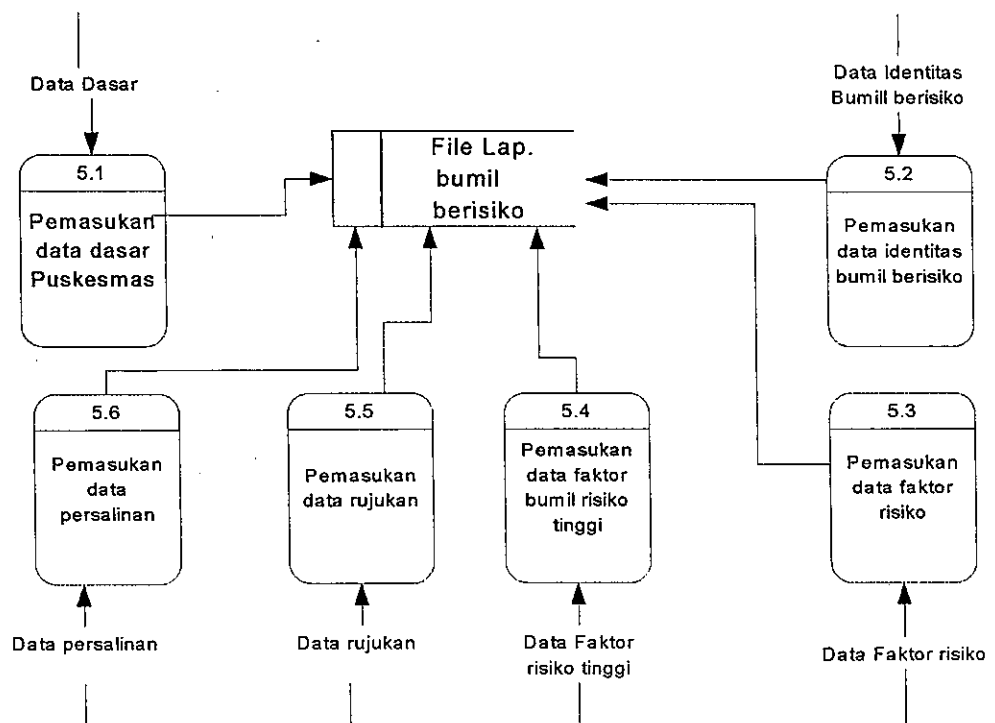 Data Dasar
Data Identitas
Bumill berisiko
5.1
Pemasukan
data dasar
Puskesmas
File Lap.
bumil
berisiko
5.2
Pemasukan
data identitas
bumil berisiko
5.6
Pemasukan
data
persalinan
5.5
Pemasukan
data rujukan
5.4
Pemasukan
data faktor
bumil risiko
tinggi
5.3
Pemasukan
data faktor
risiko
Data persalinan
Data rujukan
Data Faktor
risiko tinggi
Data Faktor risiko